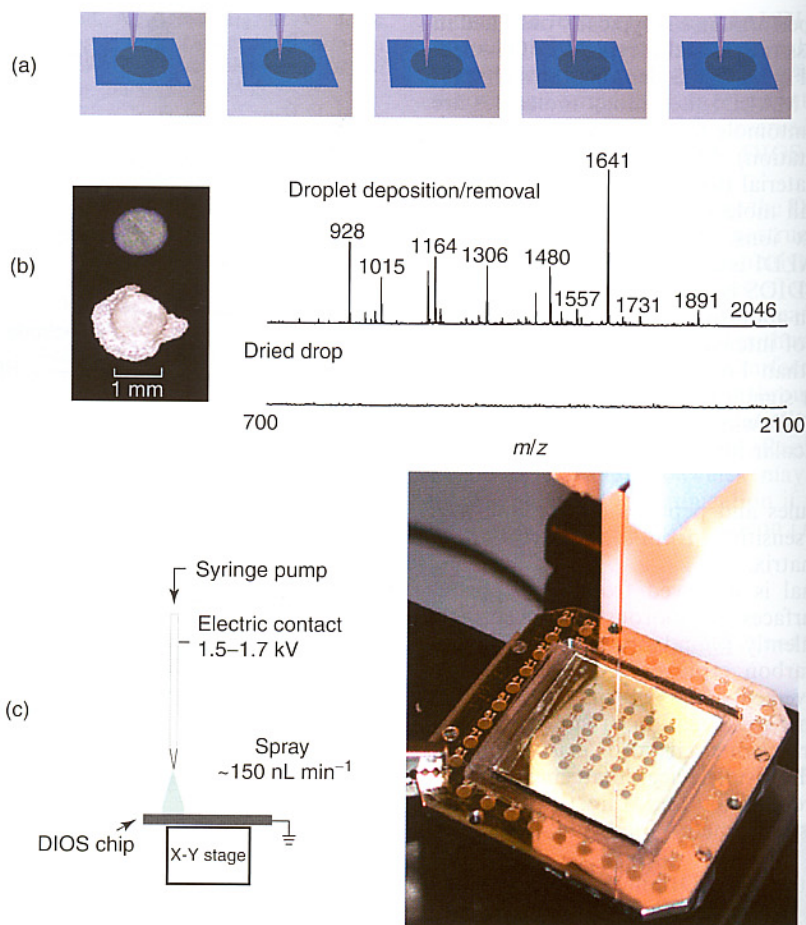 (a)
(b)
Droplet deposition/removal
928
1015
1164
1306
1480
1557
1641
1731
1891
2046
Dried drop
1 mm
700
2100
m/z
(c)
Syringe pump
Electric contact
1.5–1.7 kV
Spray
~150 nL min⁻¹
DIOS chip
X-Y stage